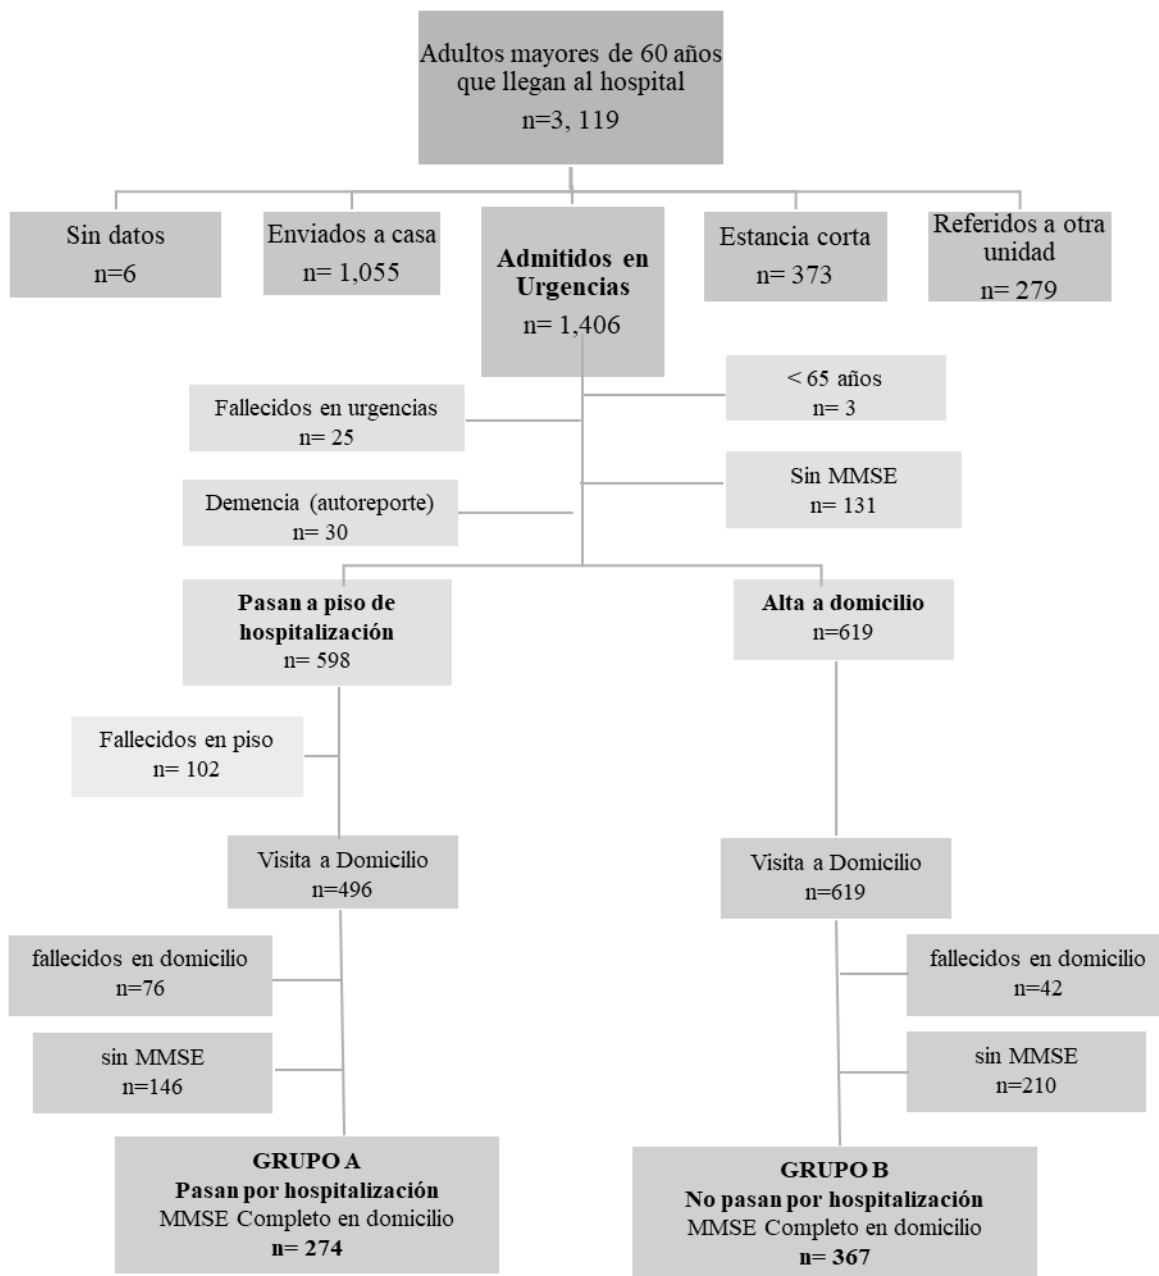 Adultos mayores de 60 años
que llegan al hospital
n=3, 119
Sin datos
n=6
Enviados a casa
n= 1,055
Admitidos en
Urgencias
n= 1,406
Estancia corta
n= 373
Referidos a otra
unidad
n= 279
Fallecidos en urgencias
n= 25
< 65 años
n= 3
Demencia (autoreporte)
n= 30
Sin MMSE
n= 131
Pasan a piso de
hospitalización
n= 598
Alta a domicilio
n=619
Fallecidos en piso
n= 102
Visita a Domicilio
n=496
Visita a Domicilio
n=619
fallecidos en domicilio
n=76
fallecidos en domicilio
n=42
sin MMSE
n=146
sin MMSE
n=210
GRUPO A
Pasan por hospitalización
MMSE Completo en domicilio
n= 274
GRUPO B
No pasan por hospitalización
MMSE Completo en domicilio
n= 367